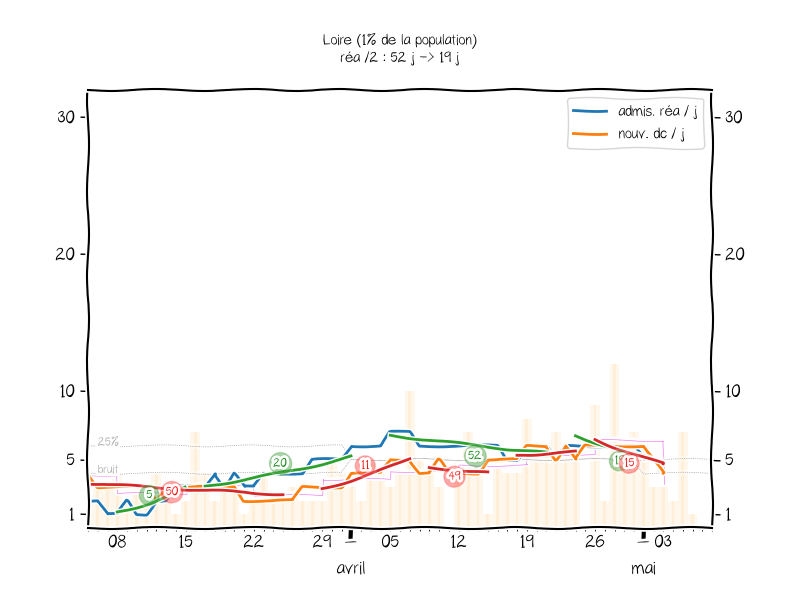 Loire (1% de la population)
réa /2 : 52 j -> 19 j
admis. réa / j
nouv. dc / j
30 30
20 20
10 10
5 5
1 1
25%
bruit
5 50 20 11 52 49 15
08 15 22 29 1 05 12 19 26 1 03
avril mai